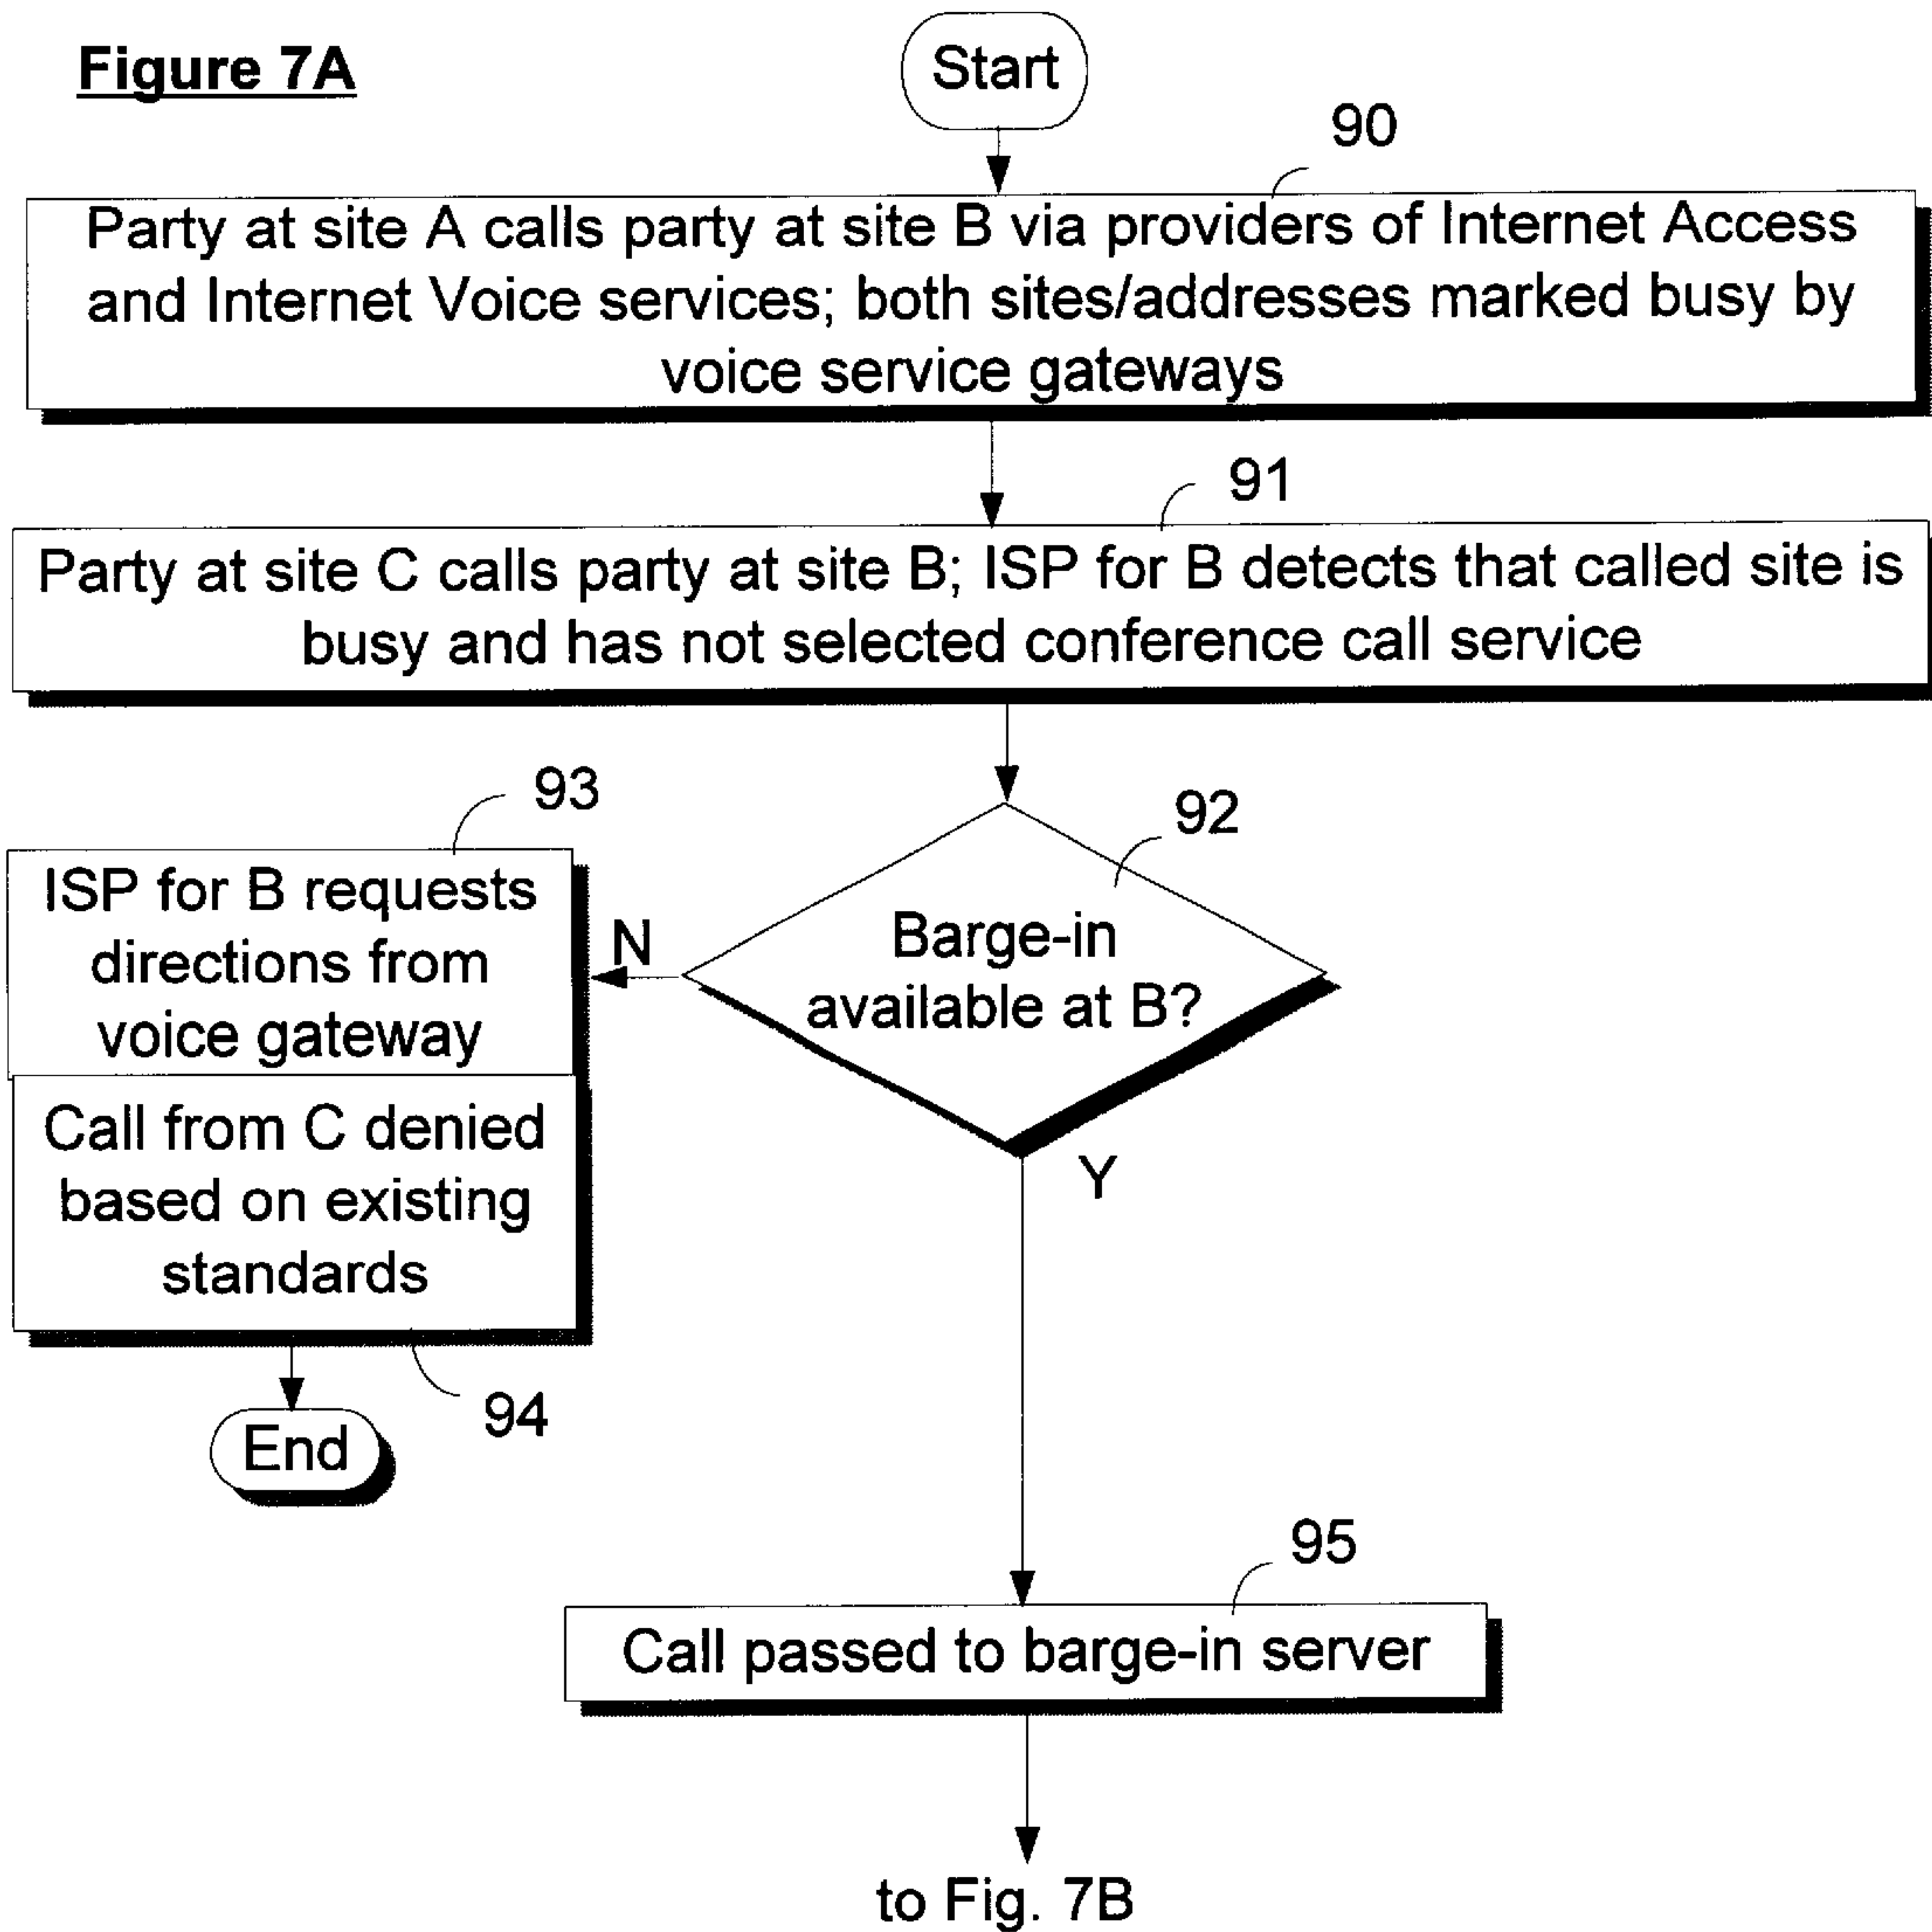 Figure 7A
Start
90
Party at site A calls party at site B via providers of Internet Access
and Internet Voice services; both sites/addresses marked busy by
voice service gateways
91
Party at site C calls party at site B; ISP for B detects that called site is
busy and has not selected conference call service
92
Barge-in
available at B?
N
93
ISP for B requests
directions from
voice gateway
Call from C denied
based on existing
standards
94
End
Y
95
Call passed to barge-in server
to Fig. 7B